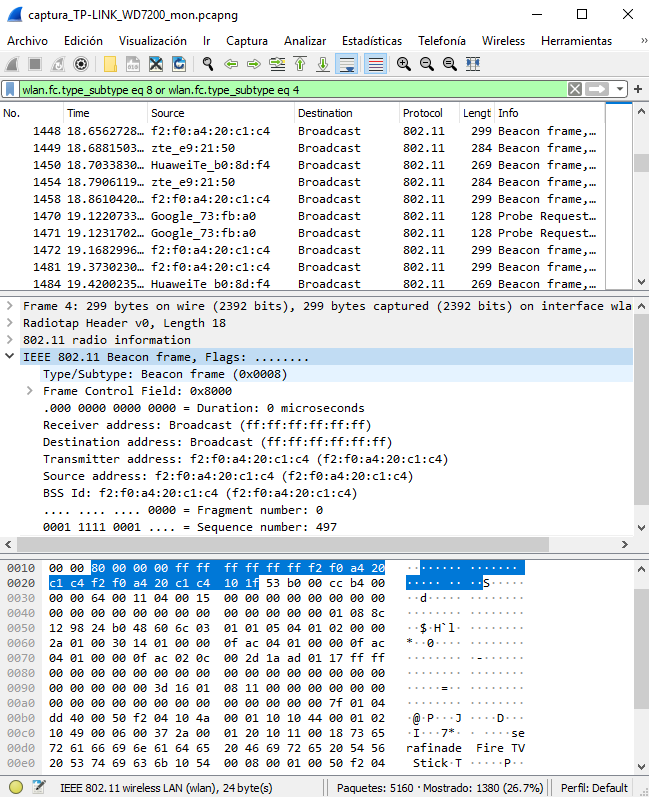 captura_TP-LINK_WD7200_mon.pcapng
Archivo Edición Visualización Ir Captura Analizar Estadísticas Telefonía Wireless Herramientas »
wlan.fc.type_subtype eq 8 or wlan.fc.type_subtype eq 4
No. Time Source Destination Protocol Lengt Info
1448 18.6562728… f2:f0:a4:20:c1:c4 Broadcast 802.11 299 Beacon frame,…
1449 18.6881503… zte_e9:21:50 Broadcast 802.11 284 Beacon frame,…
1450 18.7033830… HuaweiTe_b0:8d:f4 Broadcast 802.11 269 Beacon frame,…
1454 18.7906119… zte_e9:21:50 Broadcast 802.11 284 Beacon frame,…
1458 18.8610420… f2:f0:a4:20:c1:c4 Broadcast 802.11 299 Beacon frame,…
1470 19.1220733… Google_73:fb:a0 Broadcast 802.11 128 Probe Request…
1471 19.1231702… Google_73:fb:a0 Broadcast 802.11 128 Probe Request…
1472 19.1682996… f2:f0:a4:20:c1:c4 Broadcast 802.11 299 Beacon frame,…
1481 19.3730230… f2:f0:a4:20:c1:c4 Broadcast 802.11 299 Beacon frame,…
1484 19.4200235… HuaweiTe_b0:8d:f4 Broadcast 802.11 269 Beacon frame,…
Frame 4: 299 bytes on wire (2392 bits), 299 bytes captured (2392 bits) on interface wla
Radiotap Header v0, Length 18
802.11 radio information
IEEE 802.11 Beacon frame, Flags: ........
Type/Subtype: Beacon frame (0x0008)
Frame Control Field: 0x8000
.000 0000 0000 0000 = Duration: 0 microseconds
Receiver address: Broadcast (ff:ff:ff:ff:ff:ff)
Destination address: Broadcast (ff:ff:ff:ff:ff:ff)
Transmitter address: f2:f0:a4:20:c1:c4 (f2:f0:a4:20:c1:c4)
Source address: f2:f0:a4:20:c1:c4 (f2:f0:a4:20:c1:c4)
BSS Id: f2:f0:a4:20:c1:c4 (f2:f0:a4:20:c1:c4)
.... .... .... 0000 = Fragment number: 0
0001 1111 0001 .... = Sequence number: 497
0010 00 00 80 00 00 00 ff ff ff ff ff ff f2 f0 a4 20 ········ ········
0020 c1 c4 f2 f0 a4 20 c1 c4 10 1f 53 b0 00 cc b4 00 ········ ··S·····
0030 00 00 64 00 11 04 00 15 00 00 00 00 00 00 00 00 ··d····· ········
0040 00 00 00 00 00 00 00 00 00 00 00 00 00 01 08 8c ········ ········
0050 12 98 24 b0 48 60 6c 03 01 01 05 04 01 02 00 00 ··$·H`l· ········
0060 2a 01 00 30 14 01 00 00 0f ac 04 01 00 00 0f ac *··0···· ········
0070 04 01 00 00 0f ac 02 0c 00 2d 1a ad 01 17 ff ff ········ ·-······
0080 00 00 00 00 00 00 00 00 00 00 00 00 00 00 00 00 ········ ········
0090 00 00 00 00 00 3d 16 01 08 11 00 00 00 00 00 00 ·····=·· ········
00a0 00 00 00 00 00 00 00 00 00 00 00 00 00 7f 01 04 ········ ········
00b0 dd 40 00 50 f2 04 10 4a 00 01 10 10 44 00 01 02 ·@·P···J ····D···
00c0 10 49 00 06 00 37 2a 00 01 20 10 11 00 18 73 65 ·I···7*· · ····se
00d0 72 61 66 69 6e 61 64 65 20 46 69 72 65 20 54 56 rafinade Fire TV
00e0 20 53 74 69 63 6b 10 54 00 08 00 01 00 50 f2 04 Stick·T ·····P··
IEEE 802.11 wireless LAN (wlan), 24 byte(s) Paquetes: 5160 · Mostrado: 1380 (26.7%) Perfil: Default